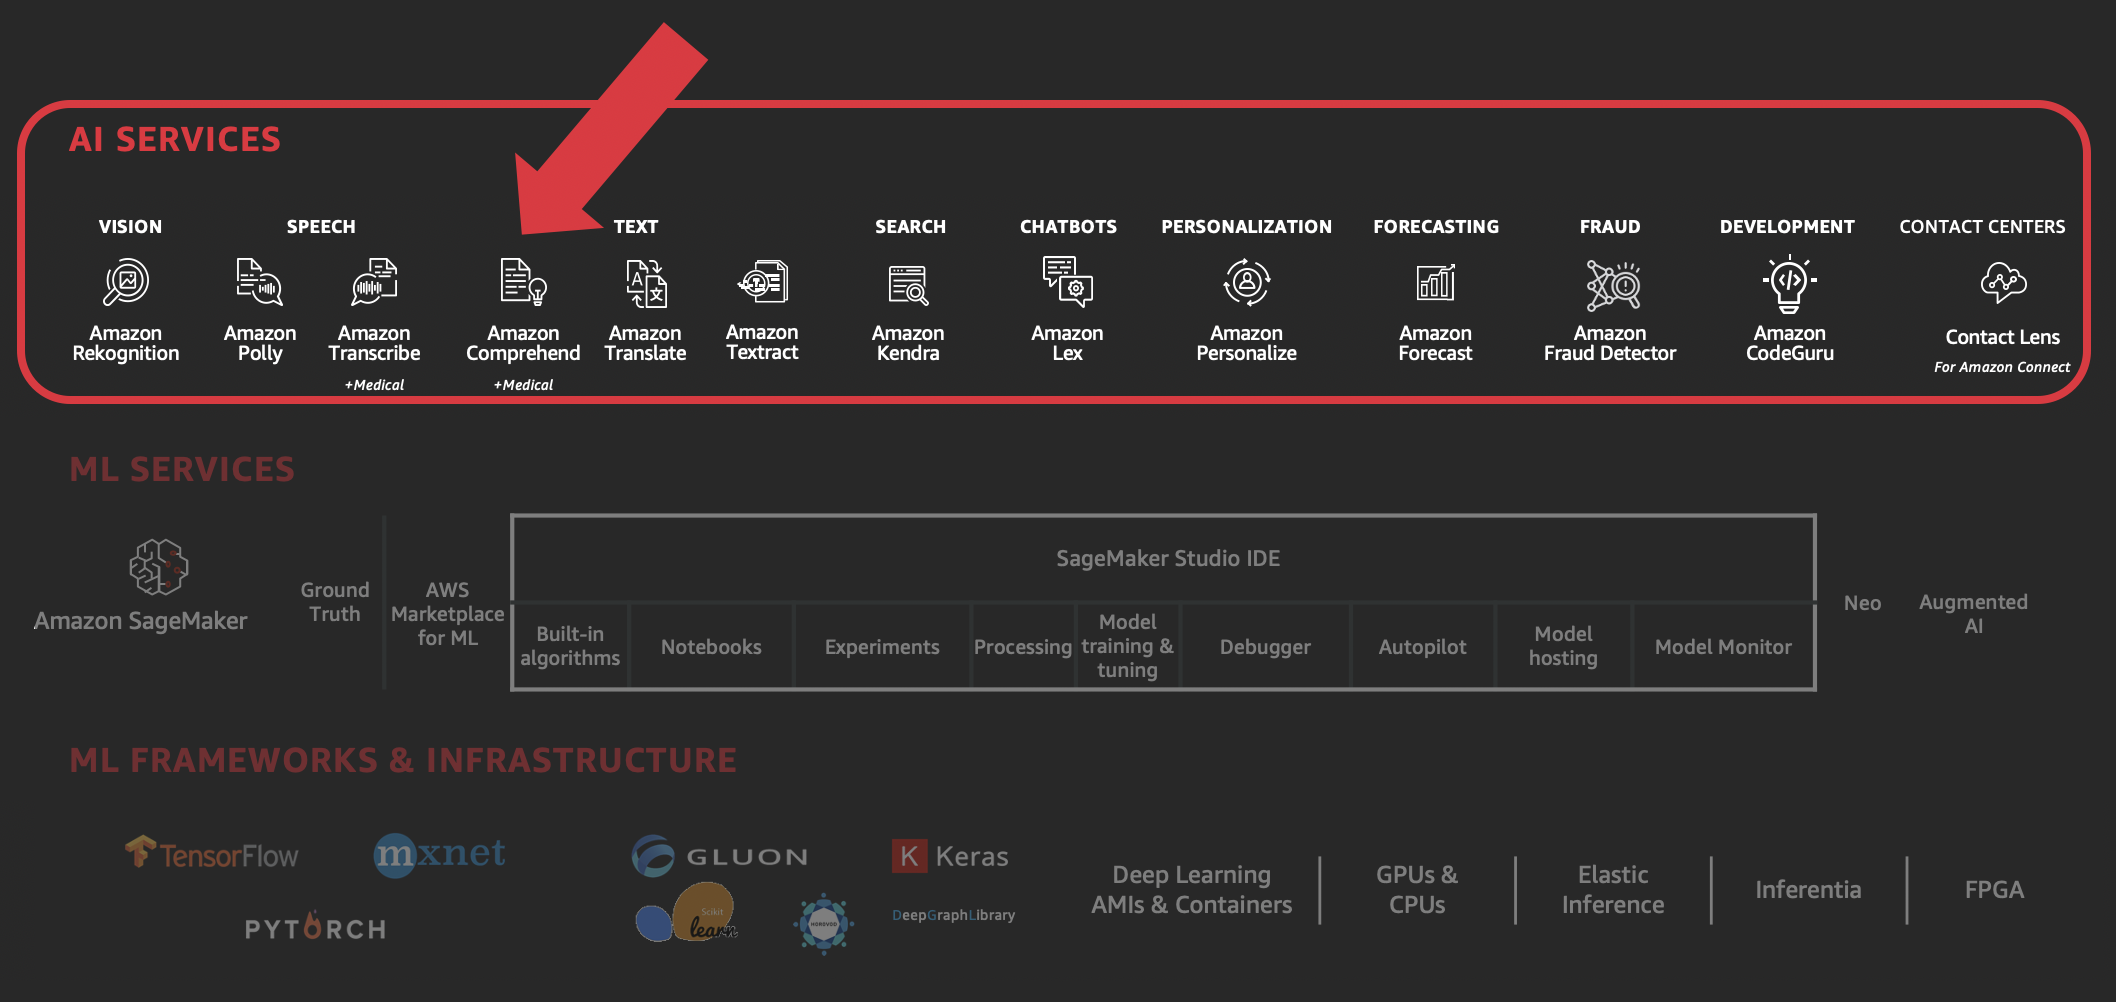 AI SERVICES
VISION SPEECH TEXT SEARCH CHATBOTS PERSONALIZATION FORECASTING FRAUD DEVELOPMENT CONTACT CENTERS
Amazon
Rekognition
Amazon
Polly
Amazon
Transcribe
+Medical
Amazon
Comprehend
+Medical
A
文
Amazon
Translate
T
Amazon
Textract
Amazon
Kendra
Amazon
Lex
Amazon
Personalize
Amazon
Forecast
Amazon
Fraud Detector
</>
Amazon
CodeGuru
Contact Lens
For Amazon Connect
ML SERVICES
Amazon SageMaker
Ground
Truth
AWS
Marketplace
for ML
SageMaker Studio IDE
Built-in
algorithms
Notebooks
Experiments
Processing
Model
training &
tuning
Debugger
Autopilot
Model
hosting
Model Monitor
Neo
Augmented
AI
ML FRAMEWORKS & INFRASTRUCTURE
TensorFlow
mxnet
GLUON
K Keras
PYTORCH
Scikit
learn
HOROVOD
DeepGraphLibrary
Deep Learning
AMIs & Containers
GPUs &
CPUs
Elastic
Inference
Inferentia
FPGA